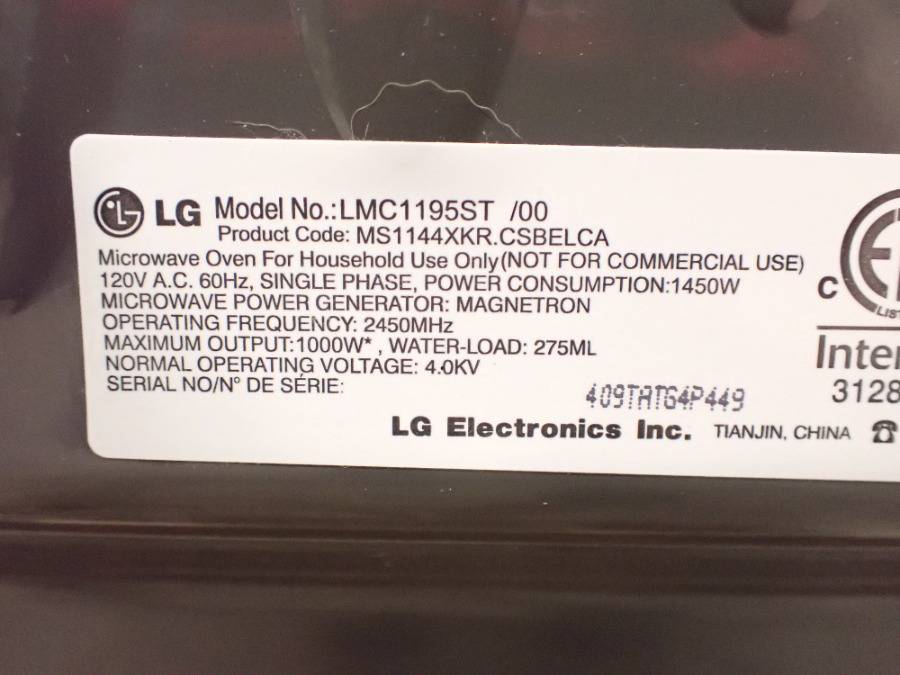 LG Model No.:LMC1195ST /00
Product Code: MS1144XKR.CSBELCA
Microwave Oven For Household Use Only(NOT FOR COMMERCIAL USE)
120V A.C. 60Hz, SINGLE PHASE, POWER CONSUMPTION:1450W
MICROWAVE POWER GENERATOR: MAGNETRON
OPERATING FREQUENCY: 2450MHz
MAXIMUM OUTPUT:1000W* , WATER-LOAD: 275ML
NORMAL OPERATING VOLTAGE: 4.0KV
SERIAL NO/N° DE SÉRIE:
409TATG4P449
LG Electronics Inc. TIANJIN, CHINA
C
LIS
Inte
3128